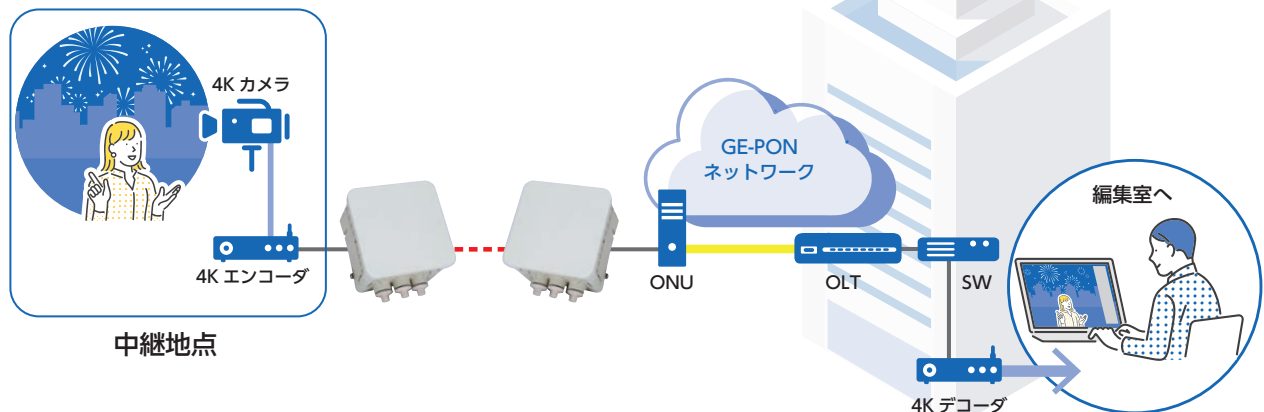 4K カメラ
4K エンコーダ
中継地点
GE-PON
ネットワーク
ONU
OLT
SW
4K デコーダ
編集室へ